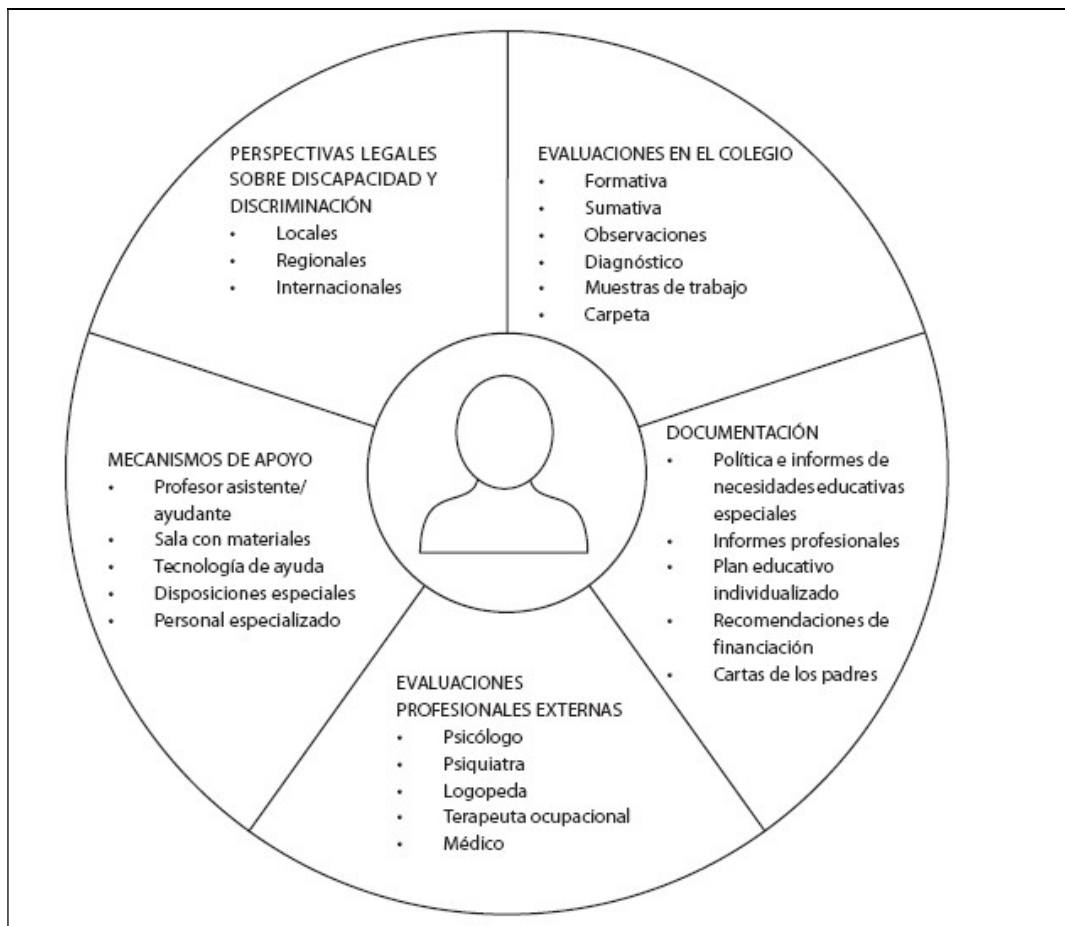 PERSPECTIVAS LEGALES
SOBRE DISCAPACIDAD Y
DISCRIMINACIÓN
• Locales
• Regionales
• Internacionales
EVALUACIONES EN EL COLEGIO
• Formativa
• Sumativa
• Observaciones
• Diagnóstico
• Muestras de trabajo
• Carpeta
MECANISMOS DE APOYO
• Profesor asistente/
ayudante
• Sala con materiales
• Tecnología de ayuda
• Disposiciones especiales
• Personal especializado
DOCUMENTACIÓN
• Política e informes de
necesidades educativas
especiales
• Informes profesionales
• Plan educativo
individualizado
• Recomendaciones de
financiación
• Cartas de los padres
EVALUACIONES
PROFESIONALES EXTERNAS
• Psicólogo
• Psiquiatra
• Logopeda
• Terapeuta ocupacional
• Médico